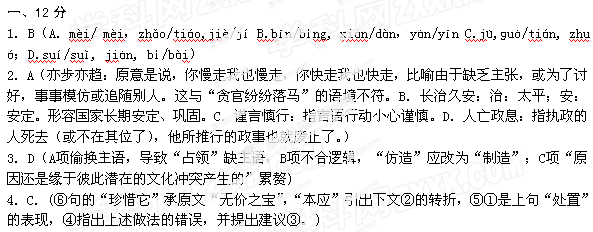 一、12 分
1. B（A. mèi/ mèi，zhǎo/tiáo,jiè/jí B.bīn/bìng, xiun/dàn，yán/yín C.jū,guó/tián, zhu
ó；D.suí/suǐ, jiān, bì/bài）
2. A（亦步亦趋：原意是说，你慢走我也慢走，你快走我也快走，比喻由于缺乏主张，或为了讨
好，事事模仿或追随别人。这与“贪官纷纷落马”的语境不符。B. 长治久安：治：太平；安：
安定。形容国家长期安定、巩固。C. 谨言慎行：指言语行动小心谨慎。D. 人亡政息：指执政的
人死去（或不在其位了），他所推行的政事也就废止了。）
3. D（A项偷换主语，导致“占领”缺主语，B项不合逻辑，“仿造”应改为“制造”；C项“原
因还是缘于彼此潜在的文化冲突产生的”累赘）
4. C.（⑥句的“珍惜它”承原文“无价之宝”，“本应”引出下文②的转折，⑤①是上句“处置”
的表现，④指出上述做法的错误，并提出建议③。）